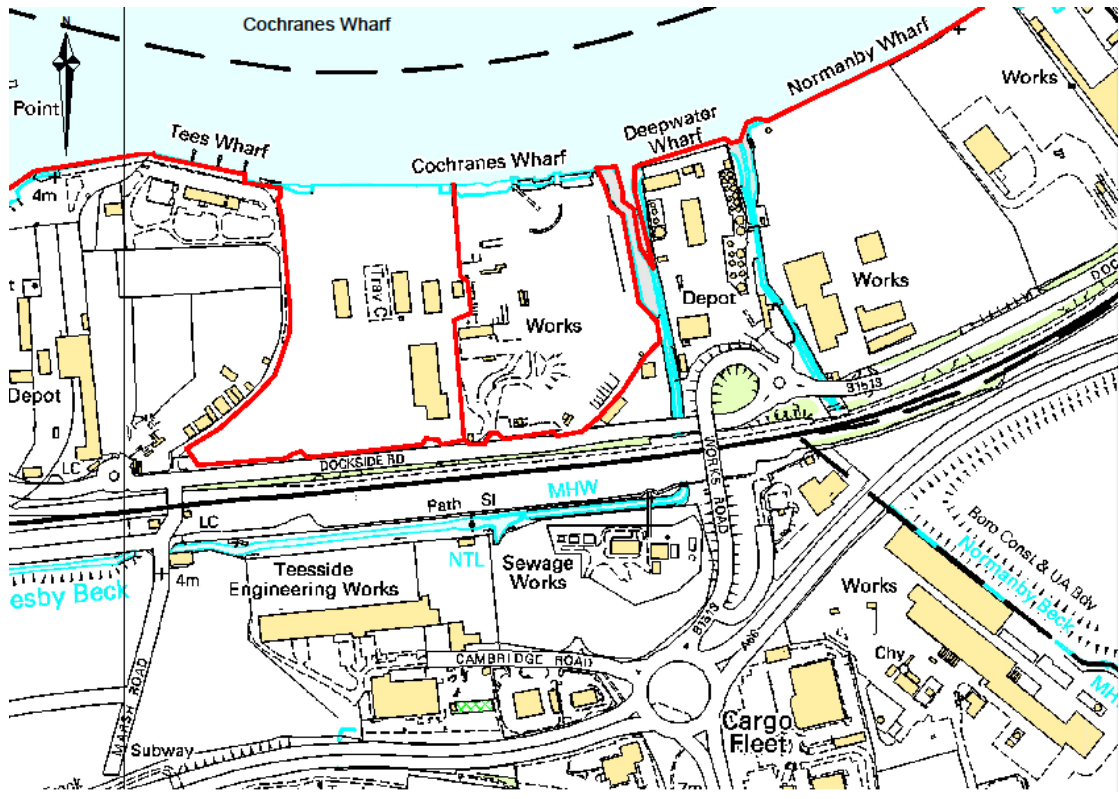 Cochranes Wharf
N
Point
Tees Wharf
Cochranes Wharf
Deepwater
Wharf
Normanby Wharf
Works
4m
Trav C
Works
Depot
Works
Depot
LC
DOCKSIDE RD
B1513
WORKS ROAD
Path
Sl
MHW
LC
NTL
Sewage
Works
Teesside
Engineering Works
4m
esby Beck
MARSH ROAD
Boro Const & UA Bdy
Normanby Beck
Works
Chy
B1513
A66
CAMBRIDGE ROAD
Cargo
Fleet
Subway